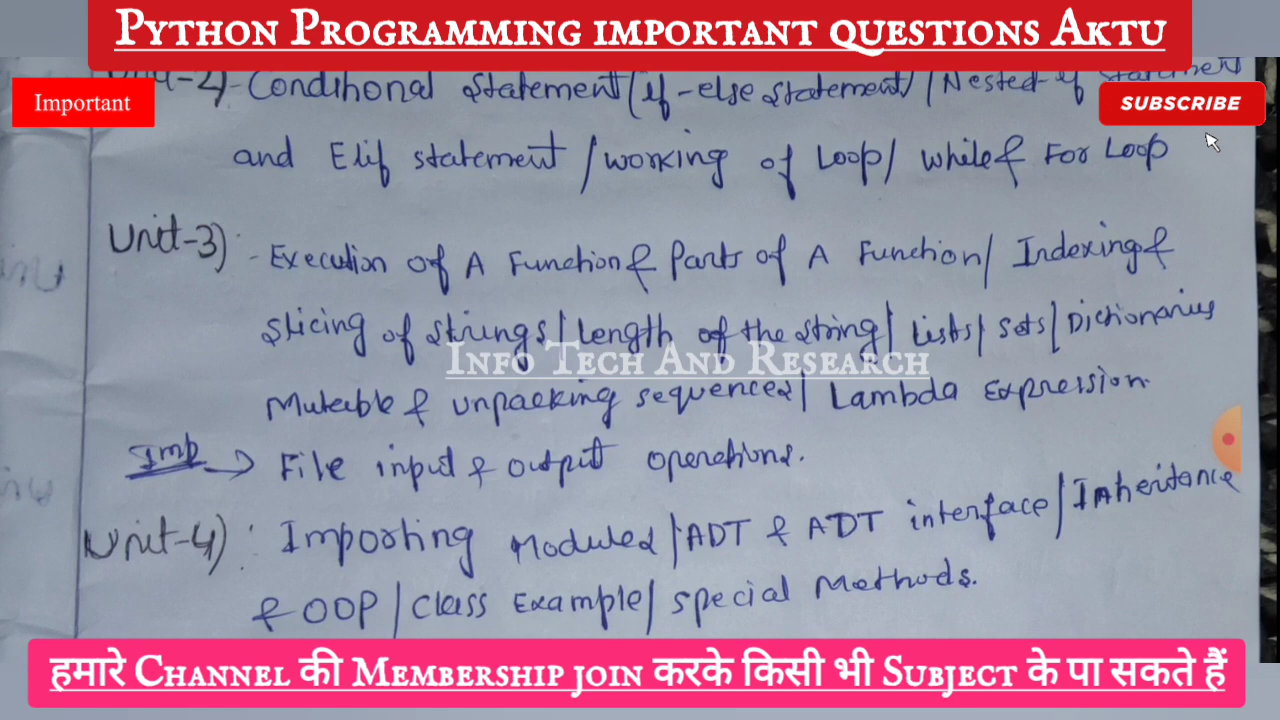 Python Programming important questions Aktu
Unit-2) - Conditional Statement / if-else statement / Nested-if statement
Important
SUBSCRIBE
and Elif statement / working of Loop / while & For Loop
Unit-3) - Execution of A Function & Parts of A Function / Indexing &
Slicing of strings / Length of the string / Lists / Sets / Dictionaries
Info Tech And Research
Mutable & unpacking sequences / Lambda Expression.
Imp → File input & output operations.
Unit-4) : Importing Modules / ADT & ADT interface / Inheritance
& OOP / Class Example / Special Methods.
हमारे Channel की Membership join करके किसी भी Subject के पा सकते हैं